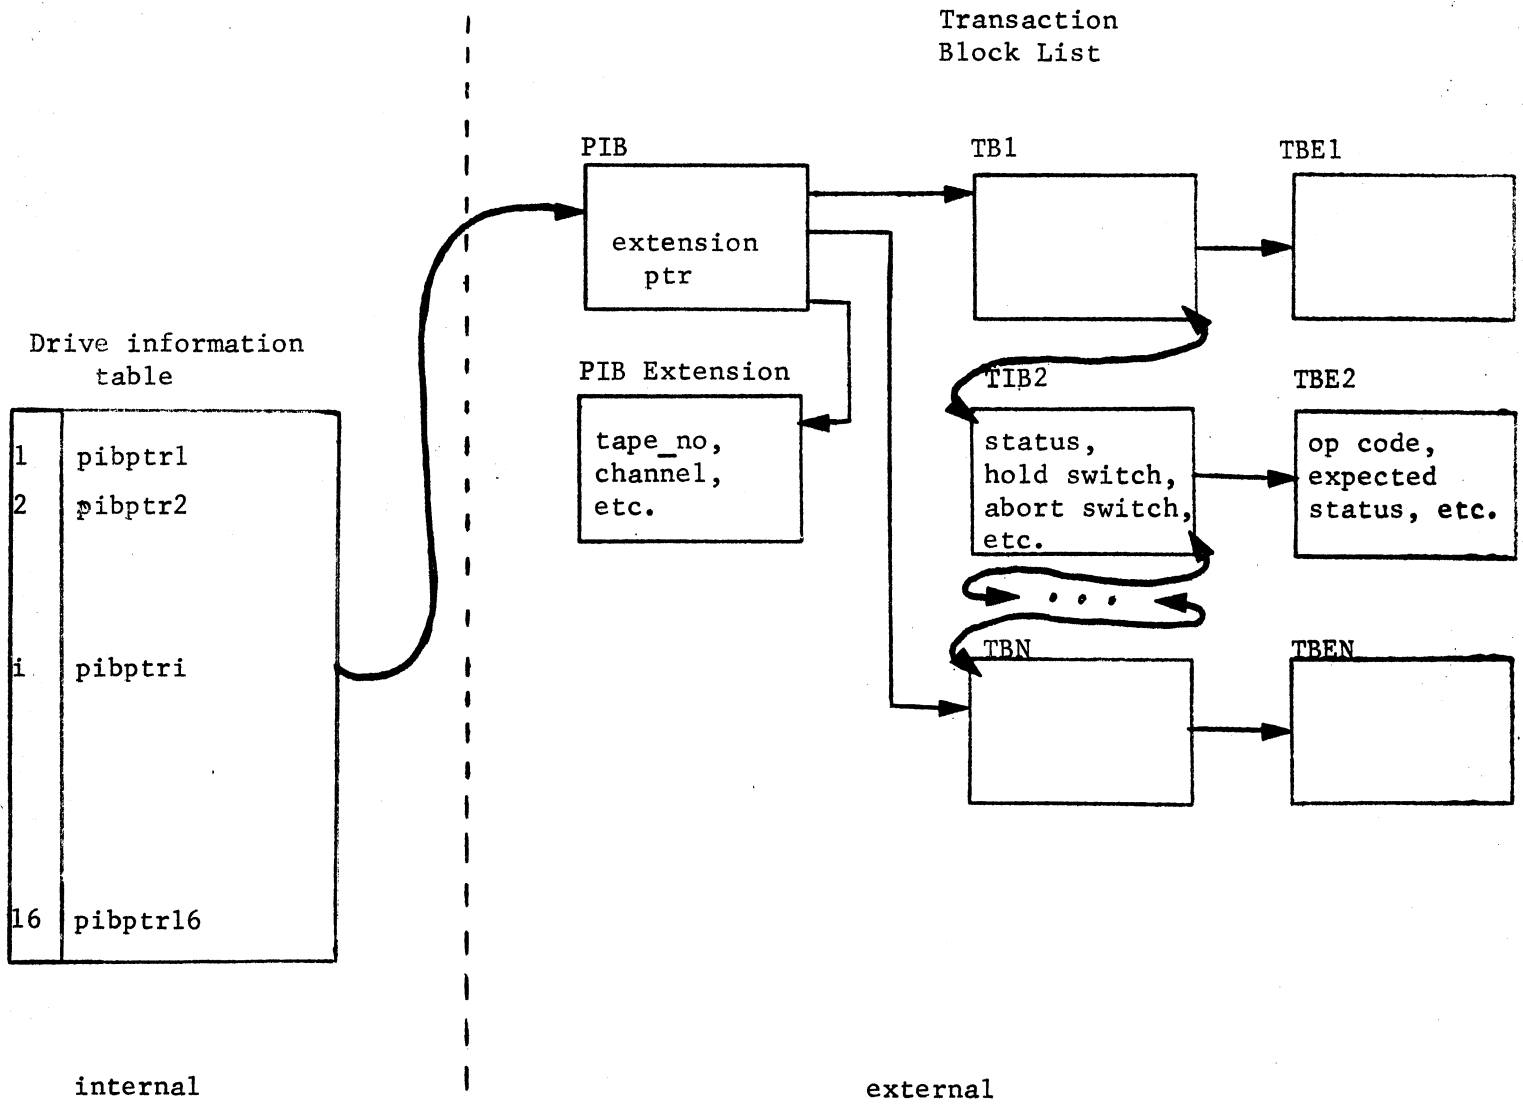 Transaction
Block List
PIB
extension
ptr
TB1
TBE1
Drive information
table
1 pibptr1
2 pibptr2
i pibptri
16 pibptr16
PIB Extension
tape_no,
channel,
etc.
TIB2
status,
hold switch,
abort switch,
etc.
TBE2
op code,
expected
status, etc.
. . .
TBN
TBEN
internal
external